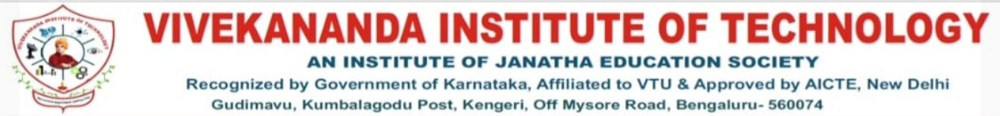 VIVEKANANDA INSTITUTE OF TECHNOLOGY
AN INSTITUTE OF JANATHA EDUCATION SOCIETY
Recognized by Government of Karnataka, Affiliated to VTU & Approved by AICTE, New Delhi
Gudimavu, Kumbalagodu Post, Kengeri, Off Mysore Road, Bengaluru- 560074
VIVEKANANDA INSTITUTE OF TECHNOLOGY